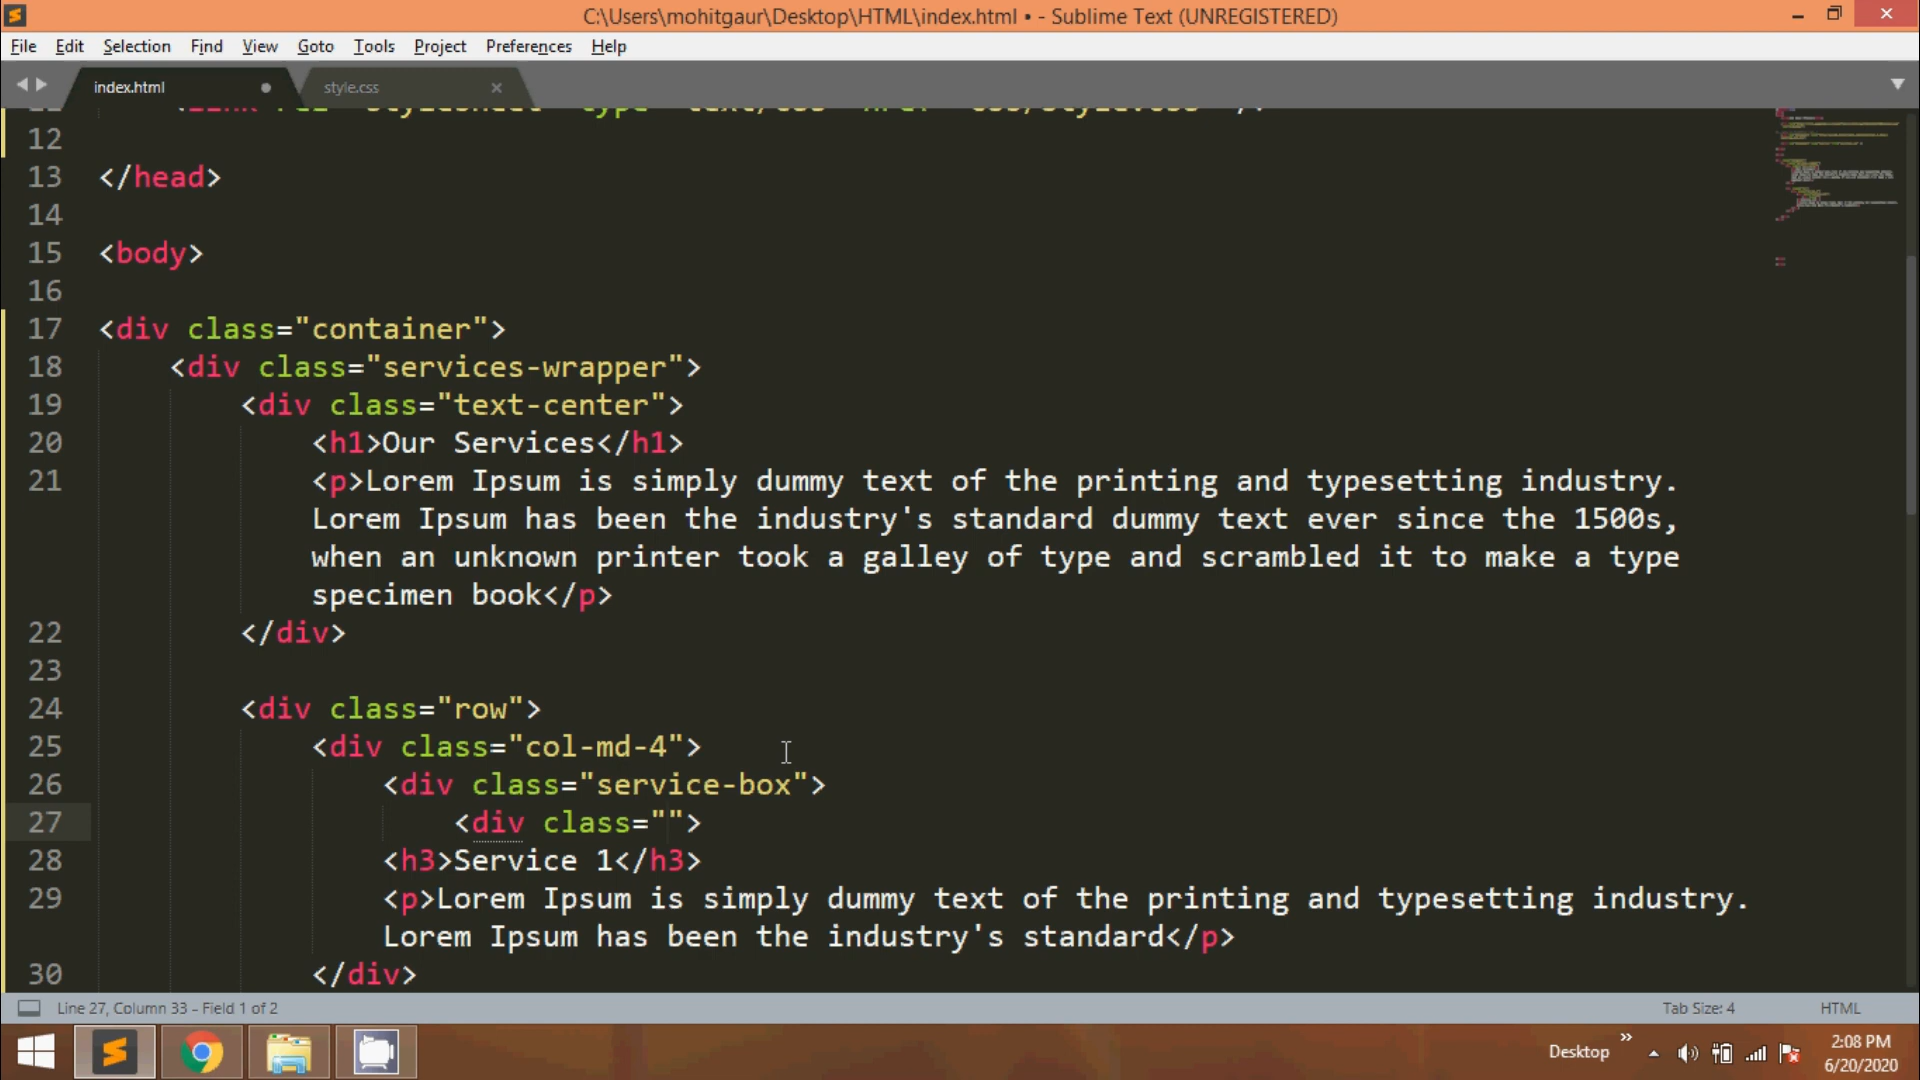 C:\Users\mohitgaur\Desktop\HTML\index.html • - Sublime Text (UNREGISTERED)
File Edit Selection Find View Goto Tools Project Preferences Help
index.html style.css
12
13 </head>
14
15 <body>
16
17 <div class="container">
18 <div class="services-wrapper">
19 <div class="text-center">
20 <h1>Our Services</h1>
21 <p>Lorem Ipsum is simply dummy text of the printing and typesetting industry.
Lorem Ipsum has been the industry's standard dummy text ever since the 1500s,
when an unknown printer took a galley of type and scrambled it to make a type
specimen book</p>
22 </div>
23
24 <div class="row">
25 <div class="col-md-4">
26 <div class="service-box">
27 <div class="">
28 <h3>Service 1</h3>
29 <p>Lorem Ipsum is simply dummy text of the printing and typesetting industry.
Lorem Ipsum has been the industry's standard</p>
30 </div>
Line 27, Column 33 - Field 1 of 2 Tab Size: 4 HTML
Desktop 2:08 PM
6/20/2020